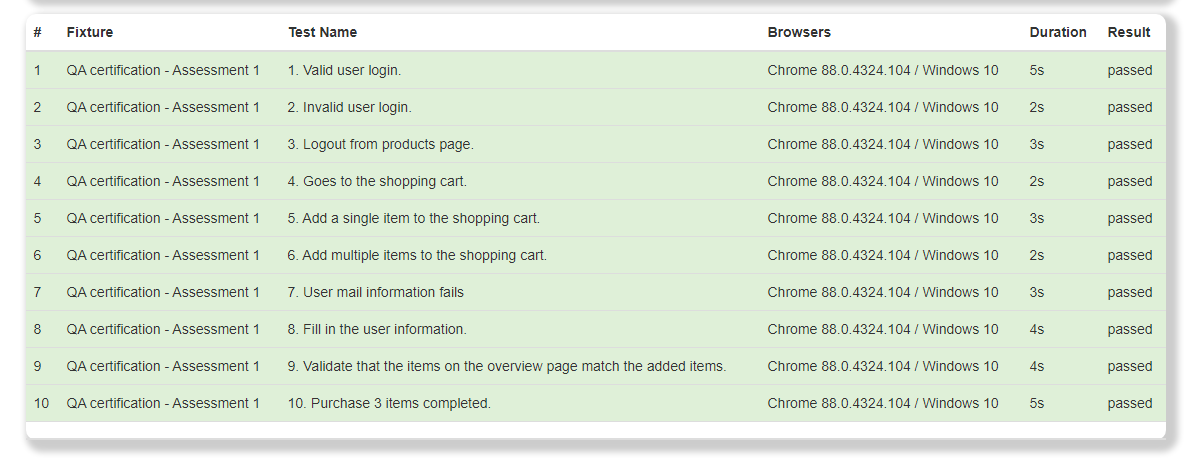 # Fixture Test Name Browsers Duration Result
1 QA certification - Assessment 1 1. Valid user login. Chrome 88.0.4324.104 / Windows 10 5s passed
2 QA certification - Assessment 1 2. Invalid user login. Chrome 88.0.4324.104 / Windows 10 2s passed
3 QA certification - Assessment 1 3. Logout from products page. Chrome 88.0.4324.104 / Windows 10 3s passed
4 QA certification - Assessment 1 4. Goes to the shopping cart. Chrome 88.0.4324.104 / Windows 10 2s passed
5 QA certification - Assessment 1 5. Add a single item to the shopping cart. Chrome 88.0.4324.104 / Windows 10 3s passed
6 QA certification - Assessment 1 6. Add multiple items to the shopping cart. Chrome 88.0.4324.104 / Windows 10 2s passed
7 QA certification - Assessment 1 7. User mail information fails Chrome 88.0.4324.104 / Windows 10 3s passed
8 QA certification - Assessment 1 8. Fill in the user information. Chrome 88.0.4324.104 / Windows 10 4s passed
9 QA certification - Assessment 1 9. Validate that the items on the overview page match the added items. Chrome 88.0.4324.104 / Windows 10 4s passed
10 QA certification - Assessment 1 10. Purchase 3 items completed. Chrome 88.0.4324.104 / Windows 10 5s passed